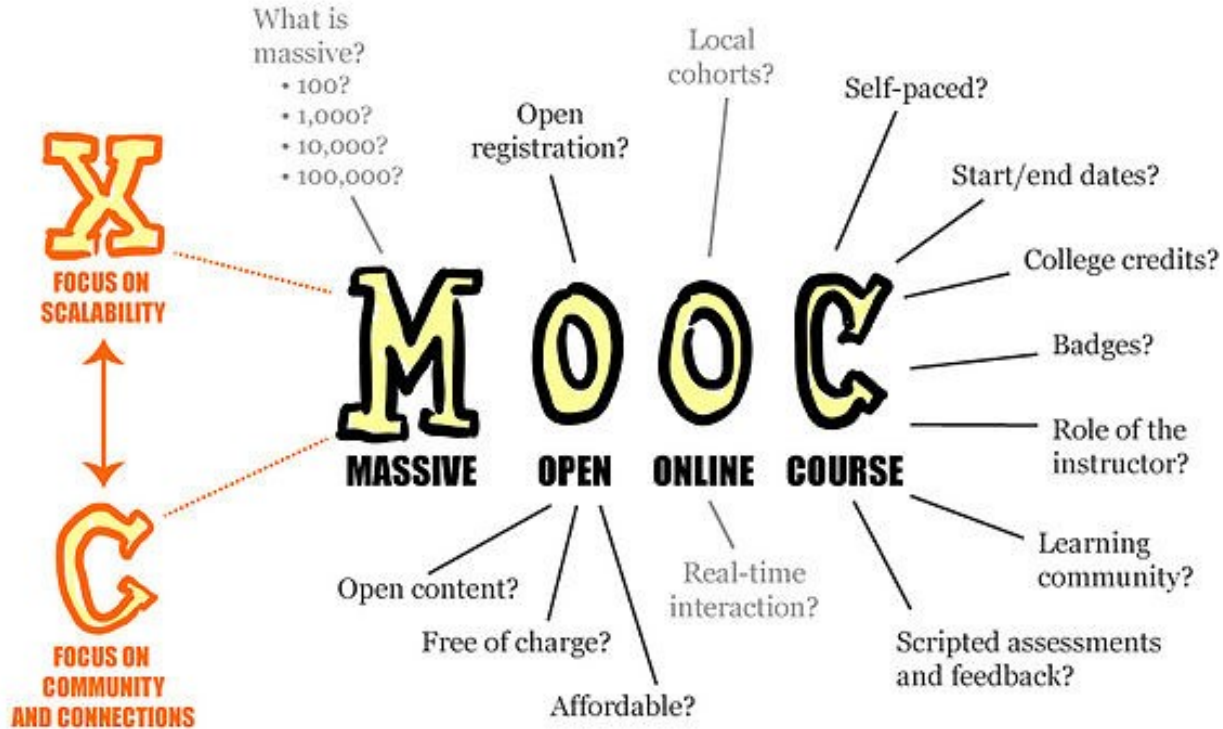 What is
massive?
• 100?
• 1,000?
• 10,000?
• 100,000?
Open
registration?
Local
cohorts?
Self-paced?
Start/end dates?
College credits?
Badges?
Role of the
instructor?
Learning
community?
Scripted assessments
and feedback?
X
FOCUS ON
SCALABILITY
C
FOCUS ON
COMMUNITY
AND CONNECTIONS
MOOC
MASSIVE OPEN ONLINE COURSE
Open content?
Free of charge?
Affordable?
Real-time
interaction?